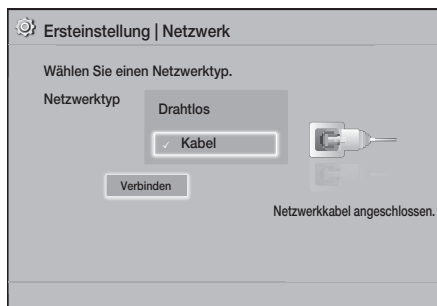 Ersteinstellung | Netzwerk
Wählen Sie einen Netzwerktyp.
Netzwerktyp
Drahtlos
✓ Kabel
Verbinden
Netzwerkkabel angeschlossen.